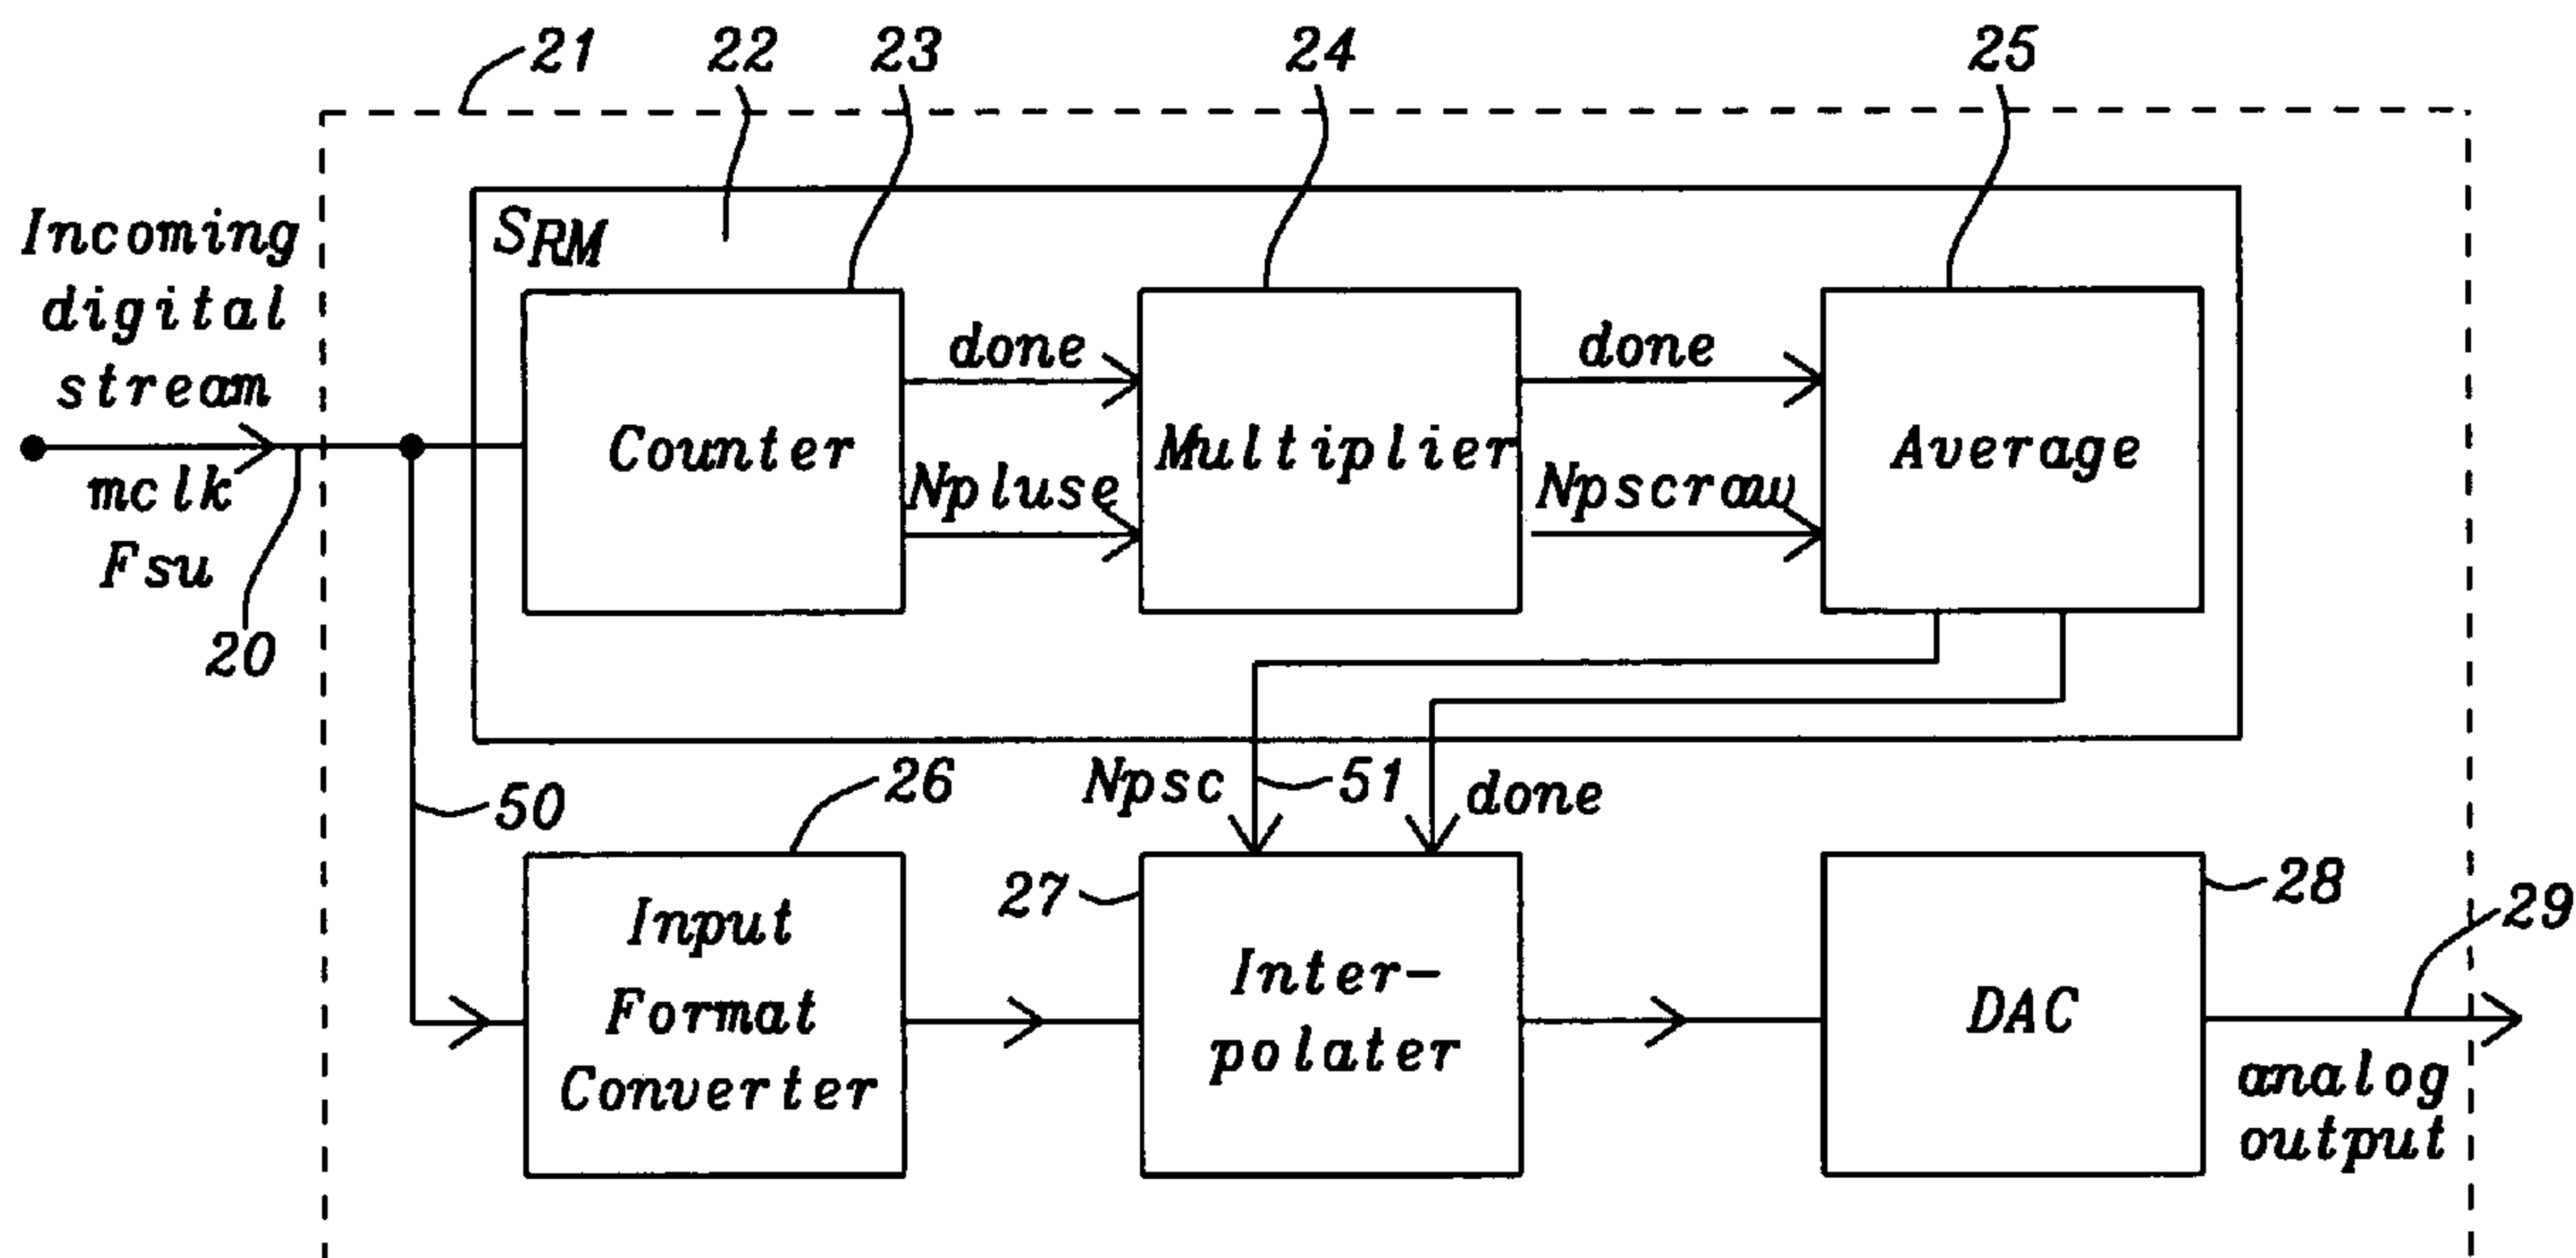 21
22
23
24
25
Incoming
digital
stream
mclk
Fsu
20
SRM
Counter
done
Npluse
Multiplier
done
Npscraw
Average
50
26
Npsc
51
done
27
28
29
Input
Format
Converter
Inter-
polater
DAC
analog
output